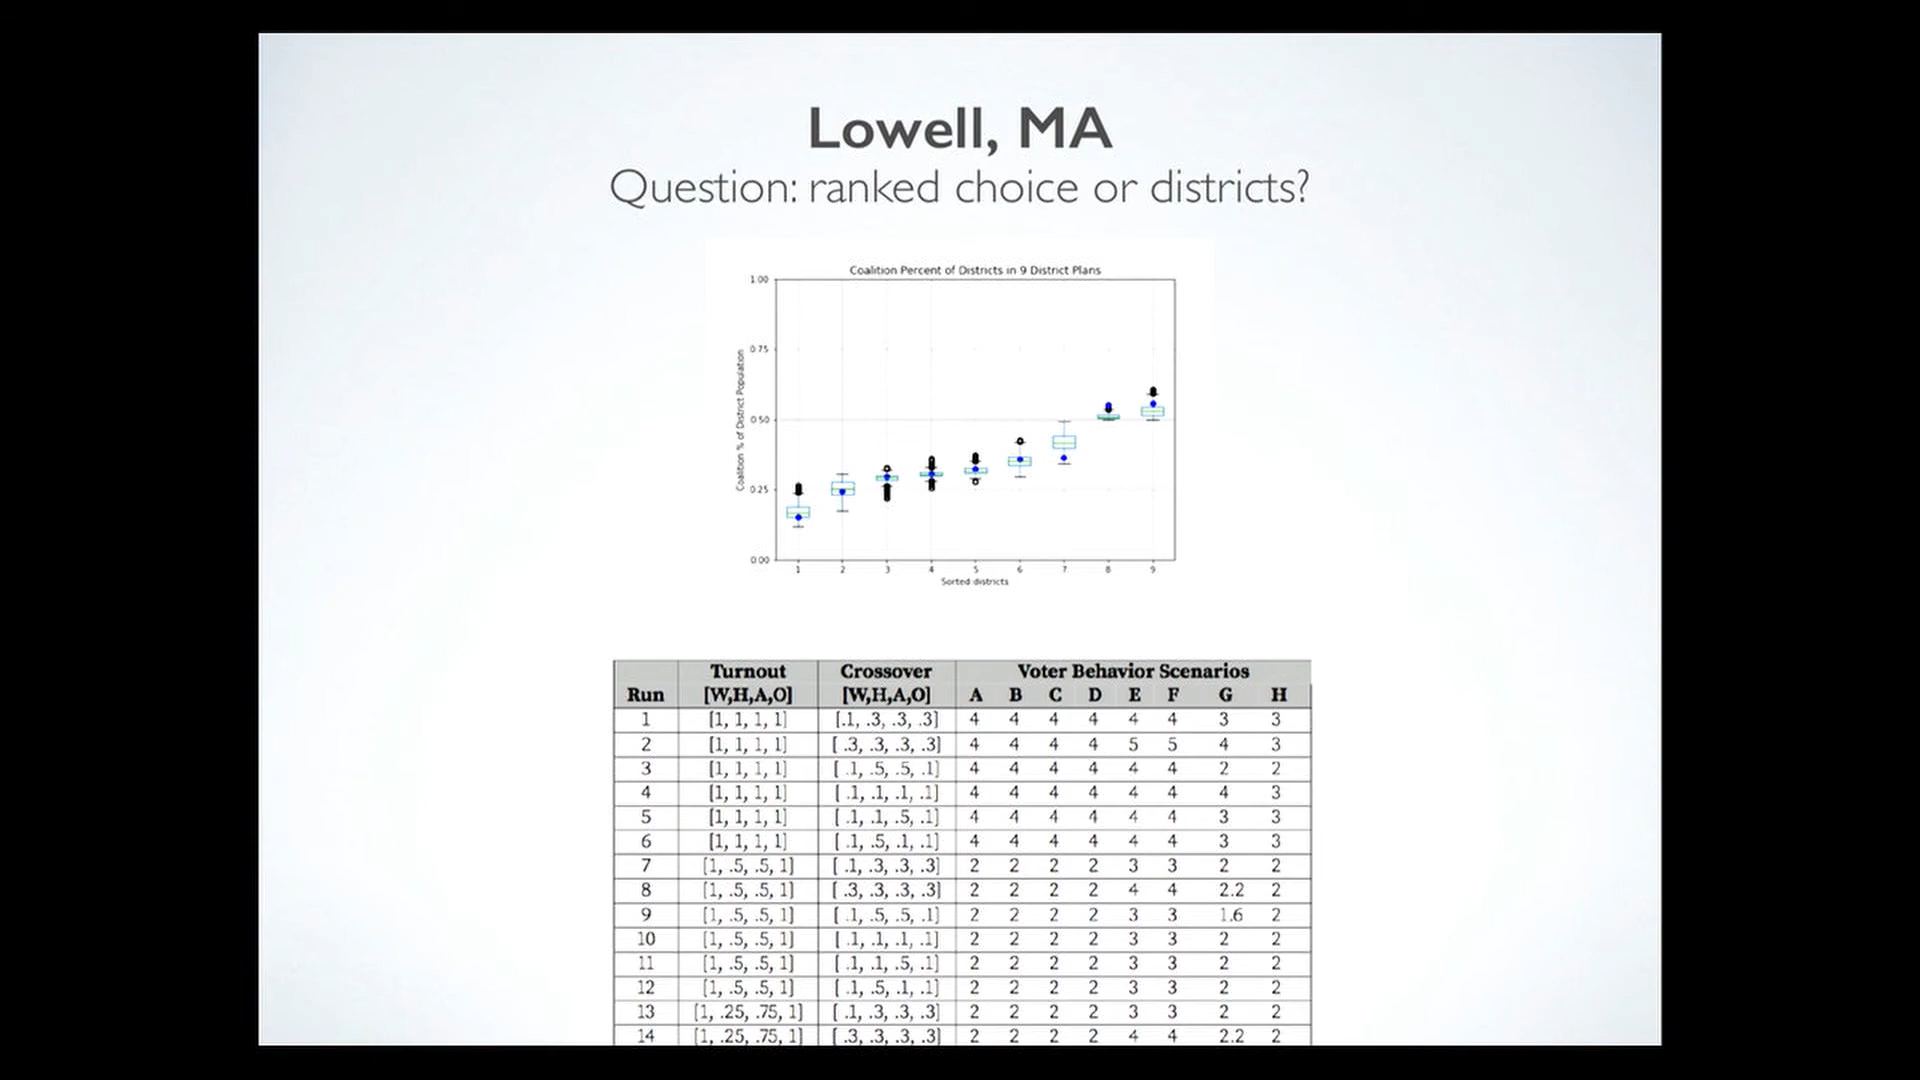 Lowell, MA
Question: ranked choice or districts?
Coalition Percent of Districts in 9 District Plans
Coalition % of District Population
1.00
0.75
0.50
0.25
0.00
1 2 3 4 5 6 7 8 9
Sorted districts
Turnout Crossover Voter Behavior Scenarios
Run [W,H,A,O] [W,H,A,O] A B C D E F G H
1 [1, 1, 1, 1] [.1, .3, .3, .3] 4 4 4 4 4 4 3 3
2 [1, 1, 1, 1] [ .3, .3, .3, .3] 4 4 4 4 5 5 4 3
3 [1, 1, 1, 1] [ .1, .5, .5, .1] 4 4 4 4 4 4 2 2
4 [1, 1, 1, 1] [ .1, .1, .1, .1] 4 4 4 4 4 4 4 3
5 [1, 1, 1, 1] [ .1, .1, .5, .1] 4 4 4 4 4 4 3 3
6 [1, 1, 1, 1] [ .1, .5, .1, .1] 4 4 4 4 4 4 3 3
7 [1, .5, .5, 1] [ .1, .3, .3, .3] 2 2 2 2 3 3 2 2
8 [1, .5, .5, 1] [ .3, .3, .3, .3] 2 2 2 2 4 4 2.2 2
9 [1, .5, .5, 1] [ .1, .5, .5, .1] 2 2 2 2 3 3 1.6 2
10 [1, .5, .5, 1] [ .1, .1, .1, .1] 2 2 2 2 3 3 2 2
11 [1, .5, .5, 1] [ .1, .1, .5, .1] 2 2 2 2 3 3 2 2
12 [1, .5, .5, 1] [ .1, .5, .1, .1] 2 2 2 2 3 3 2 2
13 [1, .25, .75, 1] [ .1, .3, .3, .3] 2 2 2 2 3 3 2 2
14 [1, .25, .75, 1] [ .3, .3, .3, .3] 2 2 2 2 4 4 2.2 2